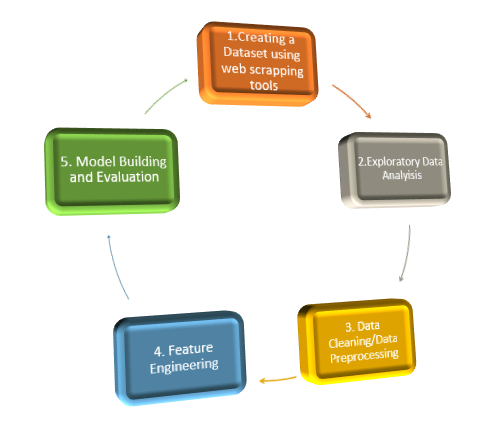 1.Creating a
Dataset using
web scrapping
tools
2.Exploratory Data
Analyisis
3. Data
Cleaning/Data
Preprocessing
4. Feature
Engineering
5. Model Building
and Evaluation